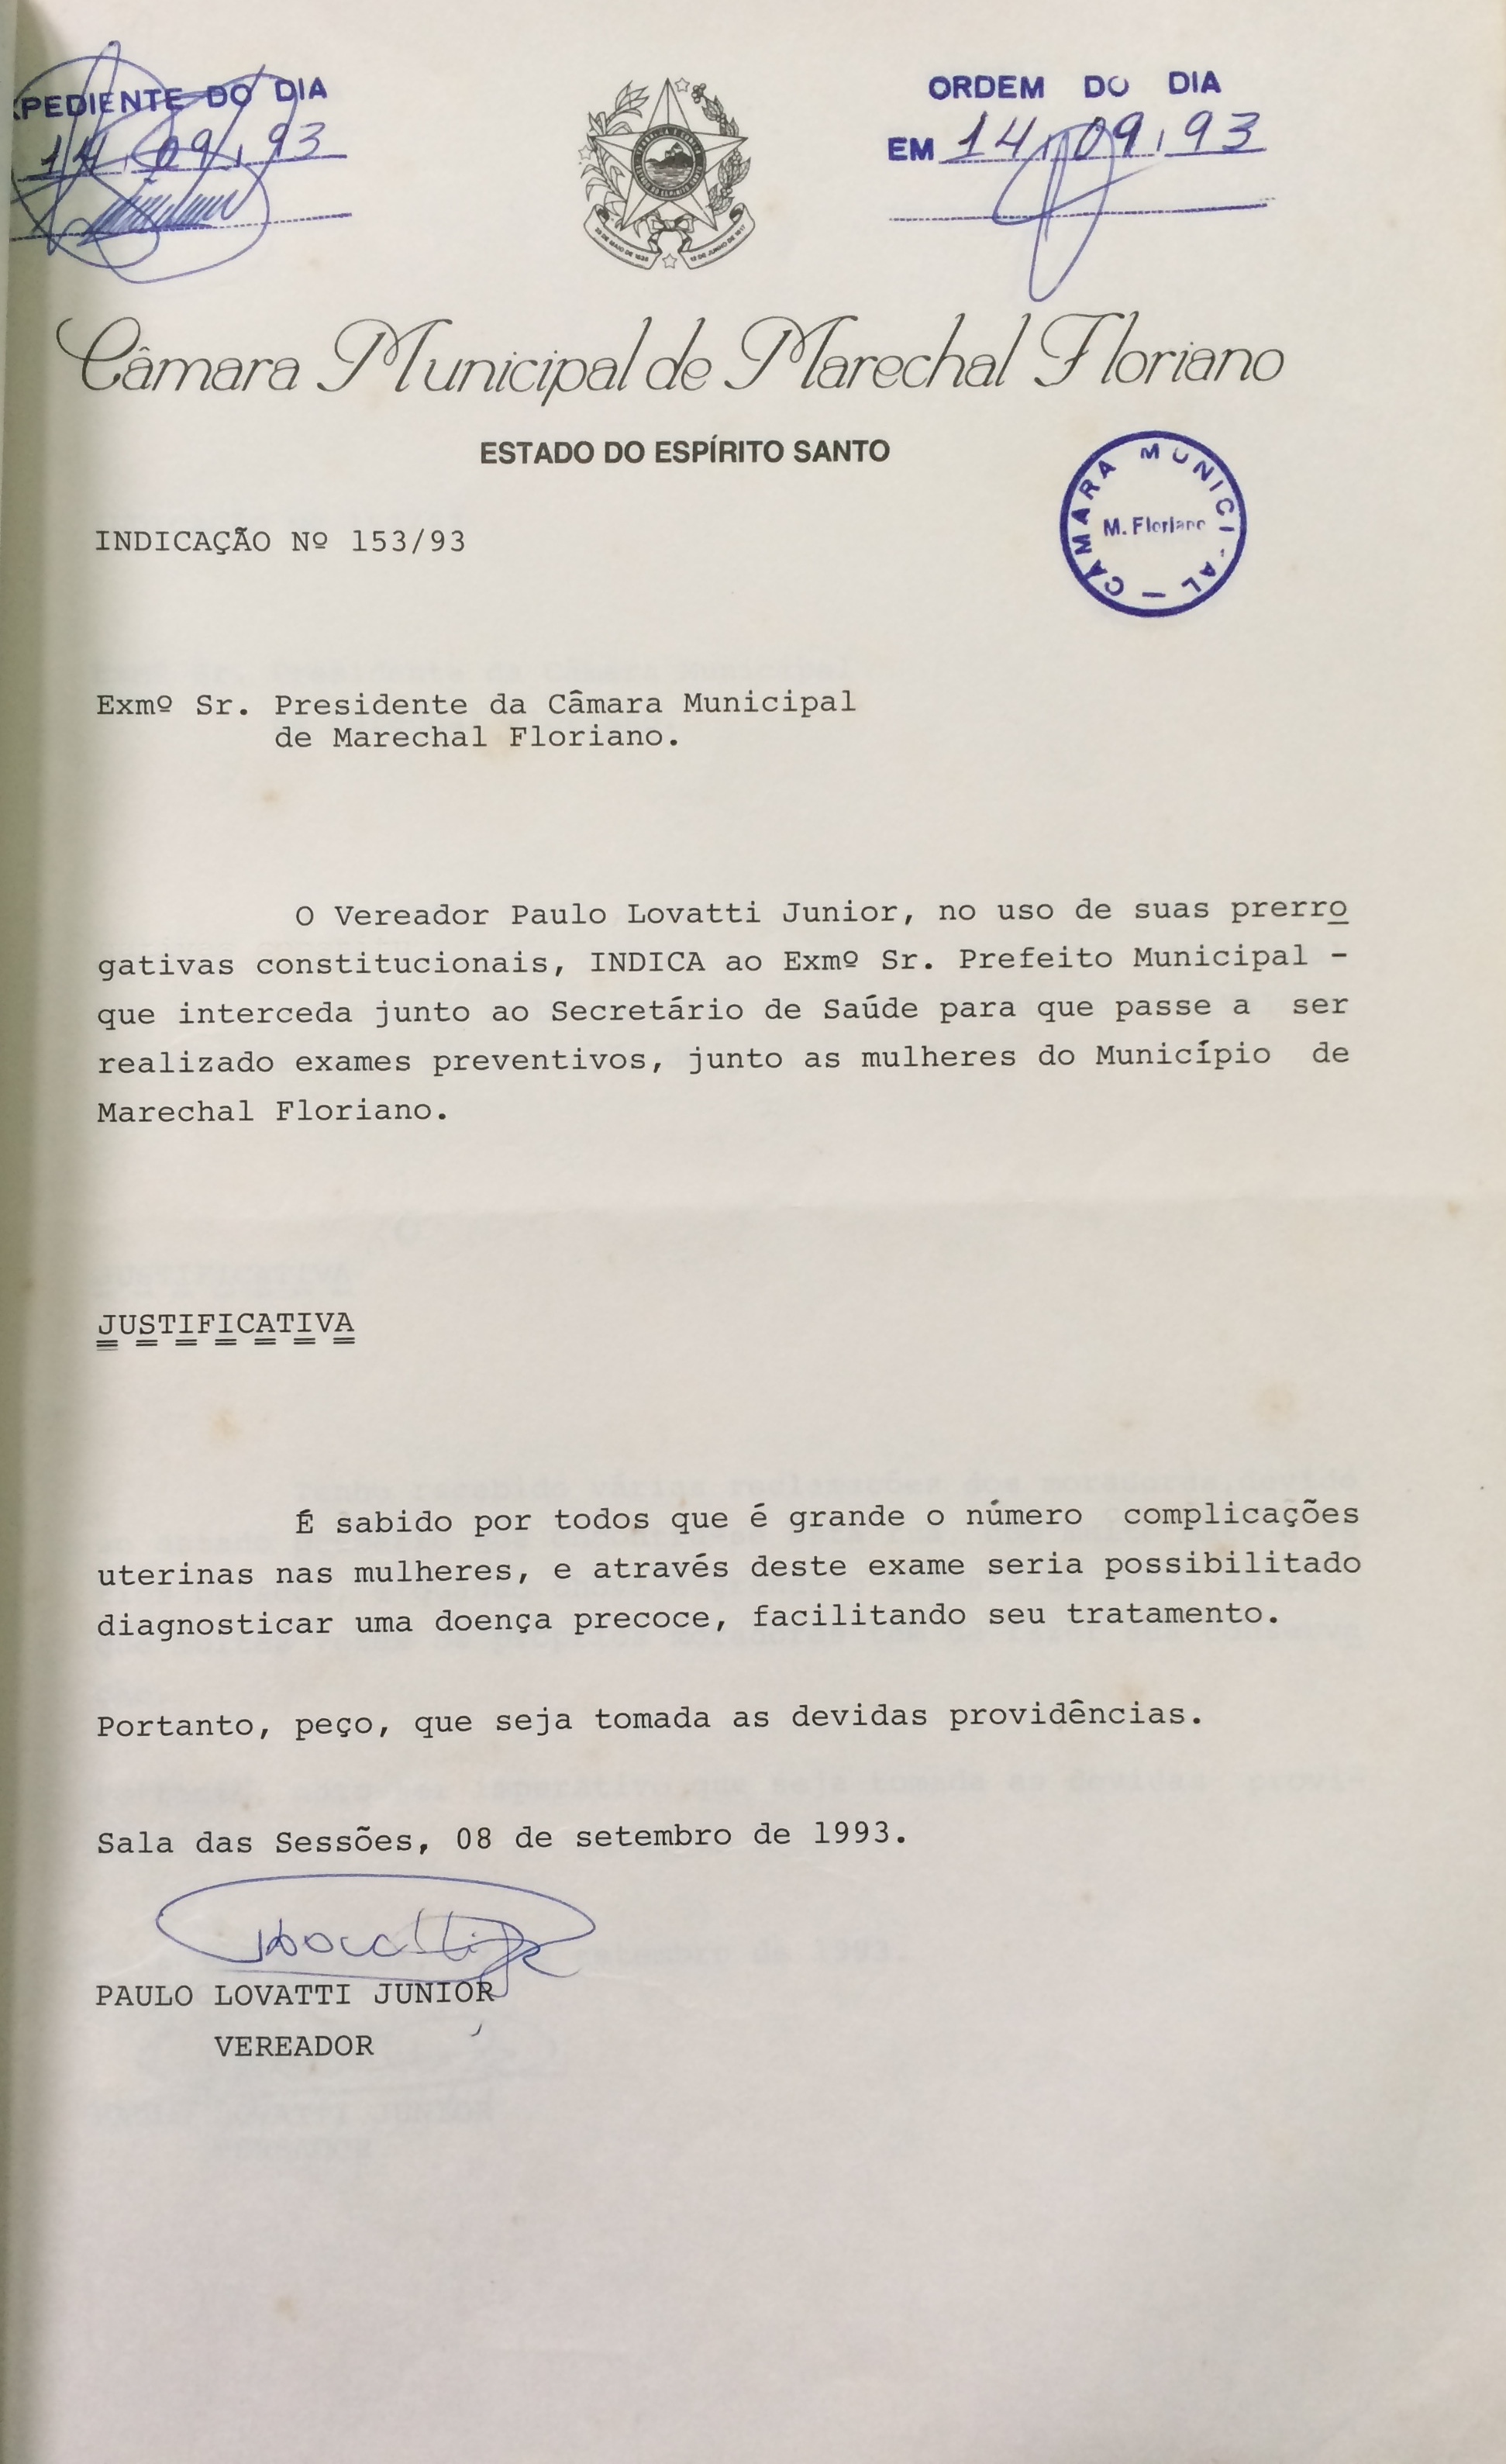 PEDIENTE DO DIA
14, 09, 93
ORDEM DO DIA
EM 14, 09, 93
Câmara Municipal de Marechal Floriano
ESTADO DO ESPÍRITO SANTO
CÂMARA MUNICI AL —
M. Floriano
INDICAÇÃO Nº 153/93
Exmº Sr. Presidente da Câmara Municipal
de Marechal Floriano.
O Vereador Paulo Lovatti Junior, no uso de suas prerro
gativas constitucionais, INDICA ao Exmº Sr. Prefeito Municipal -
que interceda junto ao Secretário de Saúde para que passe a ser
realizado exames preventivos, junto as mulheres do Município de
Marechal Floriano.
JUSTIFICATIVA
É sabido por todos que é grande o número complicações
uterinas nas mulheres, e através deste exame seria possibilitado
diagnosticar uma doença precoce, facilitando seu tratamento.
Portanto, peço, que seja tomada as devidas providências.
Sala das Sessões, 08 de setembro de 1993.
PAULO LOVATTI JUNIOR
VEREADOR